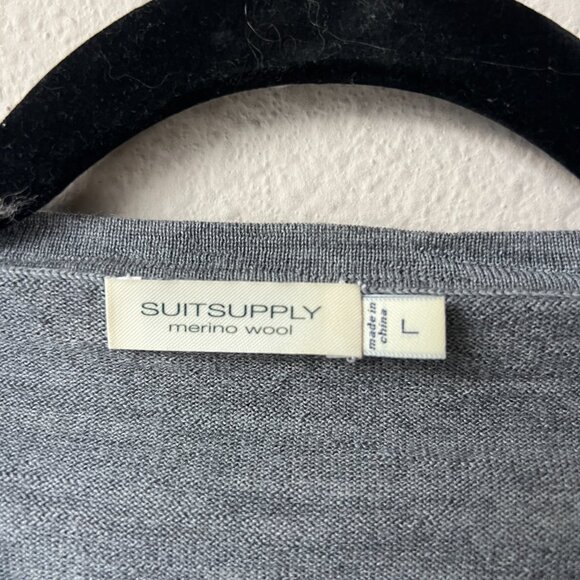 SUITSUPPLY
merino wool
made in
china
L